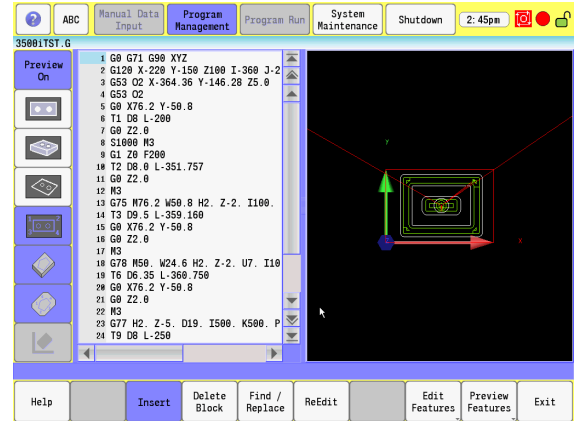 ? ABC Manual Data Input Program Management Program Run System Maintenance Shutdown 2:45pm
3500iTST.G
Preview On
1 G0 G71 G90 XYZ
2 G120 X-220 Y-150 Z100 I-360 J-2
3 G53 O2 X-364.36 Y-146.28 Z5.0
4 G53 O2
5 G0 X76.2 Y-50.8
6 T1 D8 L-200
7 G0 Z2.0
8 S1000 M3
9 G1 Z0 F200
10 T2 D8.0 L-351.757
11 G0 Z2.0
12 M3
13 G75 M76.2 W50.8 H2. Z-2. I100.
14 T3 D9.5 L-359.160
15 G0 X76.2 Y-50.8
16 G0 Z2.0
17 M3
18 G78 M50. W24.6 H2. Z-2. U7. I10
19 T6 D6.35 L-360.750
20 G0 X76.2 Y-50.8
21 G0 Z2.0
22 M3
23 G77 H2. Z-5. D19. I500. K500. P
24 T9 D8 L-250
y
x
Help Insert Delete Block Find / Replace ReEdit Edit Features Preview Features Exit